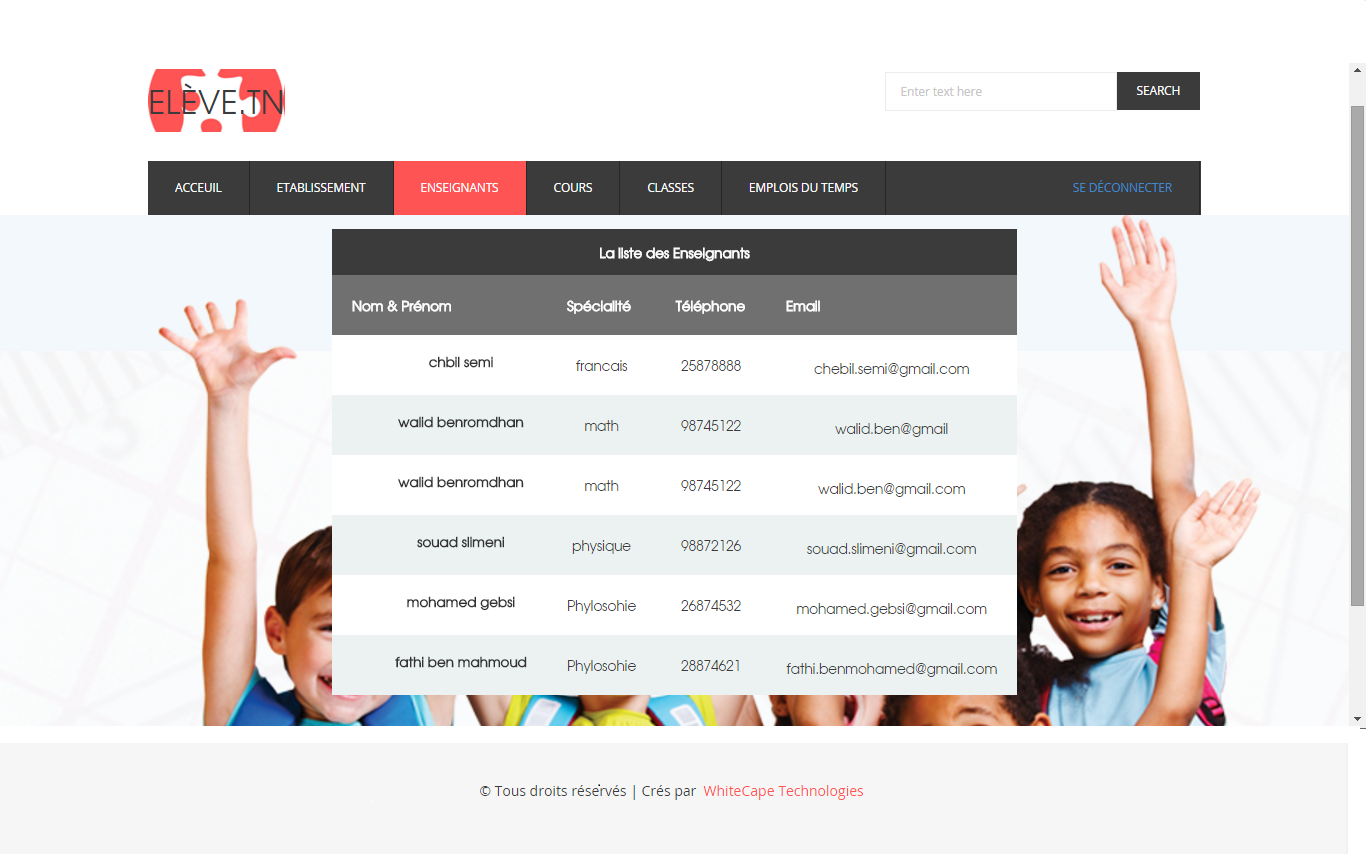 ELÈVE.TN
Enter text here SEARCH
ACCEUIL ETABLISSEMENT ENSEIGNANTS COURS CLASSES EMPLOIS DU TEMPS SE DÉCONNECTER
La liste des Enseignants
Nom & Prénom Spécialité Téléphone Email
chbil semi francais 25878888 chebil.semi@gmail.com
walid benromdhan math 98745122 walid.ben@gmail
walid benromdhan math 98745122 walid.ben@gmail.com
souad slimeni physique 98872126 souad.slimeni@gmail.com
mohamed gebsi Phylosohie 26874532 mohamed.gebsi@gmail.com
fathi ben mahmoud Phylosohie 28874621 fathi.benmohamed@gmail.com
© Tous droits réservés | Crés par WhiteCape Technologies